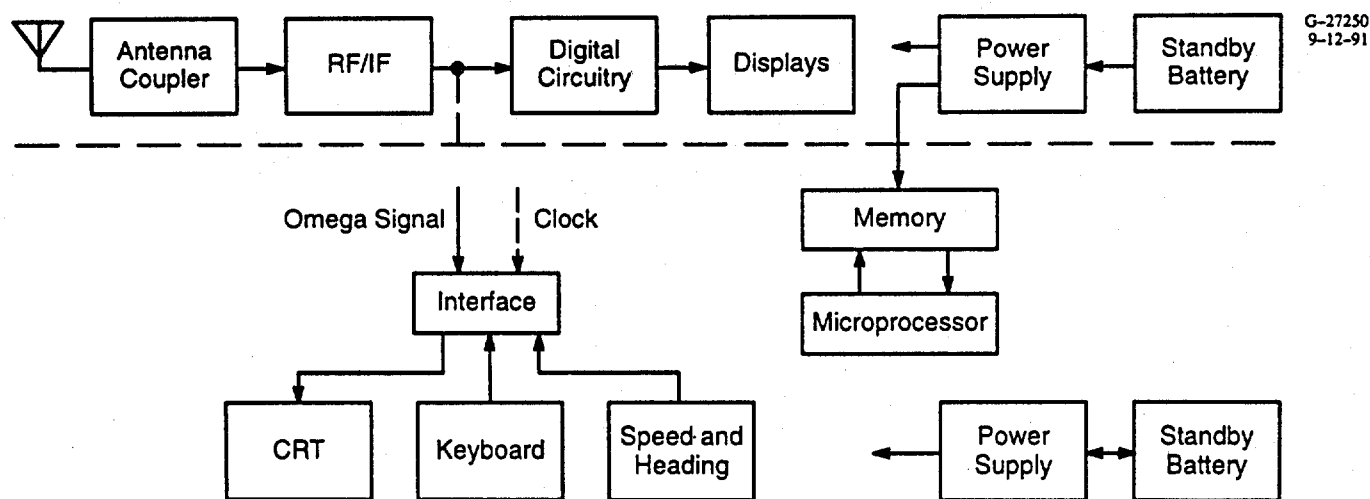 G-27250
9-12-91
Antenna
Coupler
RF/IF
Digital
Circuitry
Displays
Power
Supply
Standby
Battery
Omega Signal
Clock
Memory
Interface
Microprocessor
CRT
Keyboard
Speed and
Heading
Power
Supply
Standby
Battery